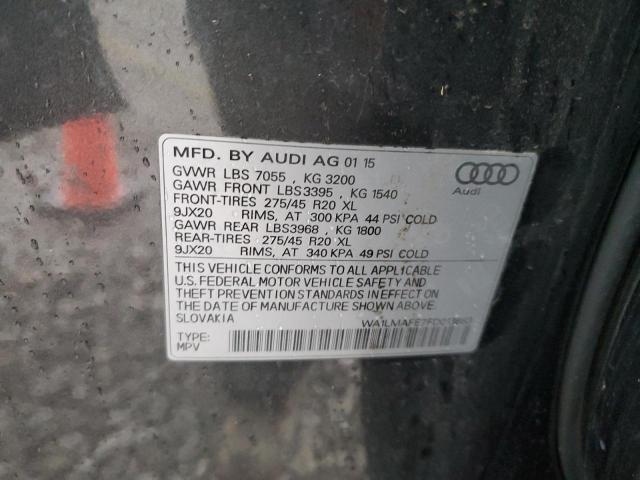 MFD. BY AUDI AG 01 15
GVWR LBS 7055 , KG 3200
GAWR FRONT LBS3395 , KG 1540
FRONT-TIRES 275/45 R20 XL
9JX20 RIMS, AT 300 KPA 44 PSI COLD
GAWR REAR LBS3968 , KG 1800
REAR-TIRES 275/45 R20 XL
9JX20 RIMS, AT 340 KPA 49 PSI COLD
THIS VEHICLE CONFORMS TO ALL APPLICABLE
U.S. FEDERAL MOTOR VEHICLE SAFETY AND
THEFT PREVENTION STANDARDS IN EFFECT ON
THE DATE OF MANUFACTURE SHOWN ABOVE
SLOVAKIA
TYPE:
MPV
Audi